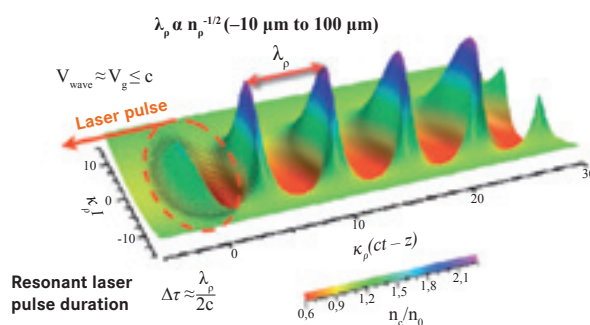 λρ α nρ^-1/2 (–10 μm to 100 μm)
λρ
Vwave ≈ Vg ≤ c
Laser pulse
10
0
-10
κρ r
0
10
20
30
κρ(ct – z)
Resonant laser
pulse duration
Δτ ≈ λρ/2c
0,6 0,9 1,2 1,5 1,8 2,1
nc/n0